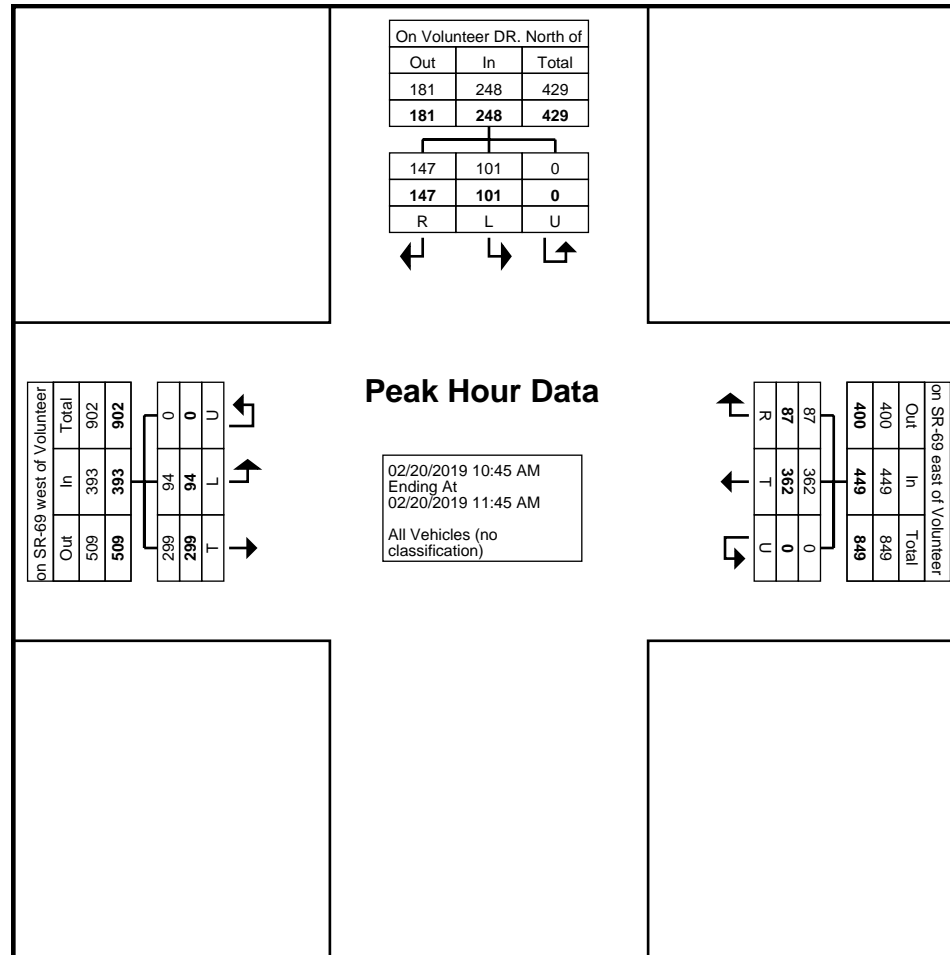 On Volunteer DR. North of
Out In Total
181 248 429
181 248 429
147 101 0
147 101 0
R L U
Peak Hour Data
02/20/2019 10:45 AM
Ending At
02/20/2019 11:45 AM
All Vehicles (no
classification)
on SR-69 west of Volunteer
Out In Total
509 393 902
509 393 902
299 94 0
299 94 0
T L U
on SR-69 east of Volunteer
Out In Total
400 449 849
400 449 849
87 362 0
87 362 0
R T U